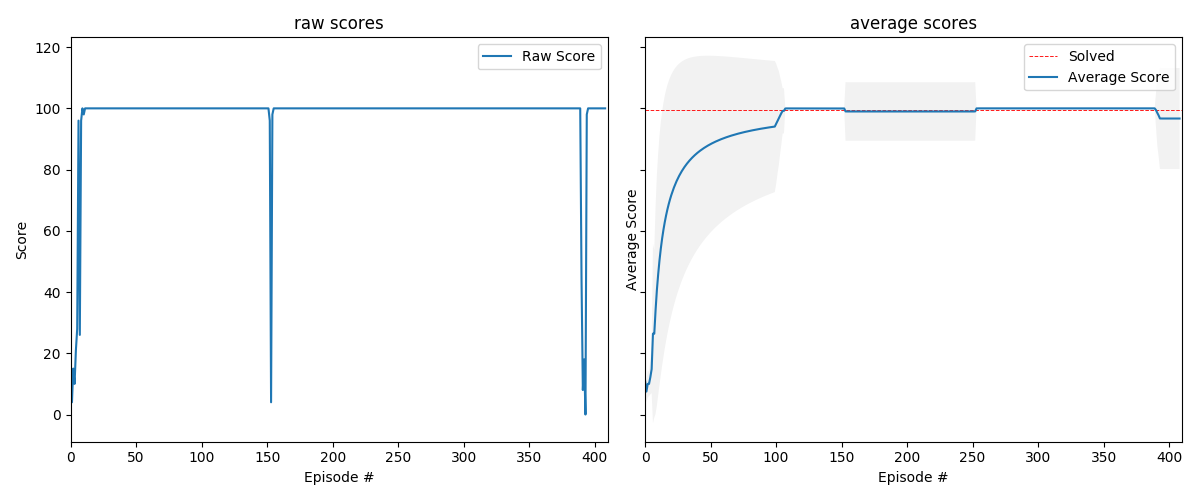 raw scores
120
100
80
60
40
20
0
Score
Raw Score
0 50 100 150 200 250 300 350 400
Episode #
average scores
Average Score
Solved
Average Score
0 50 100 150 200 250 300 350 400
Episode #